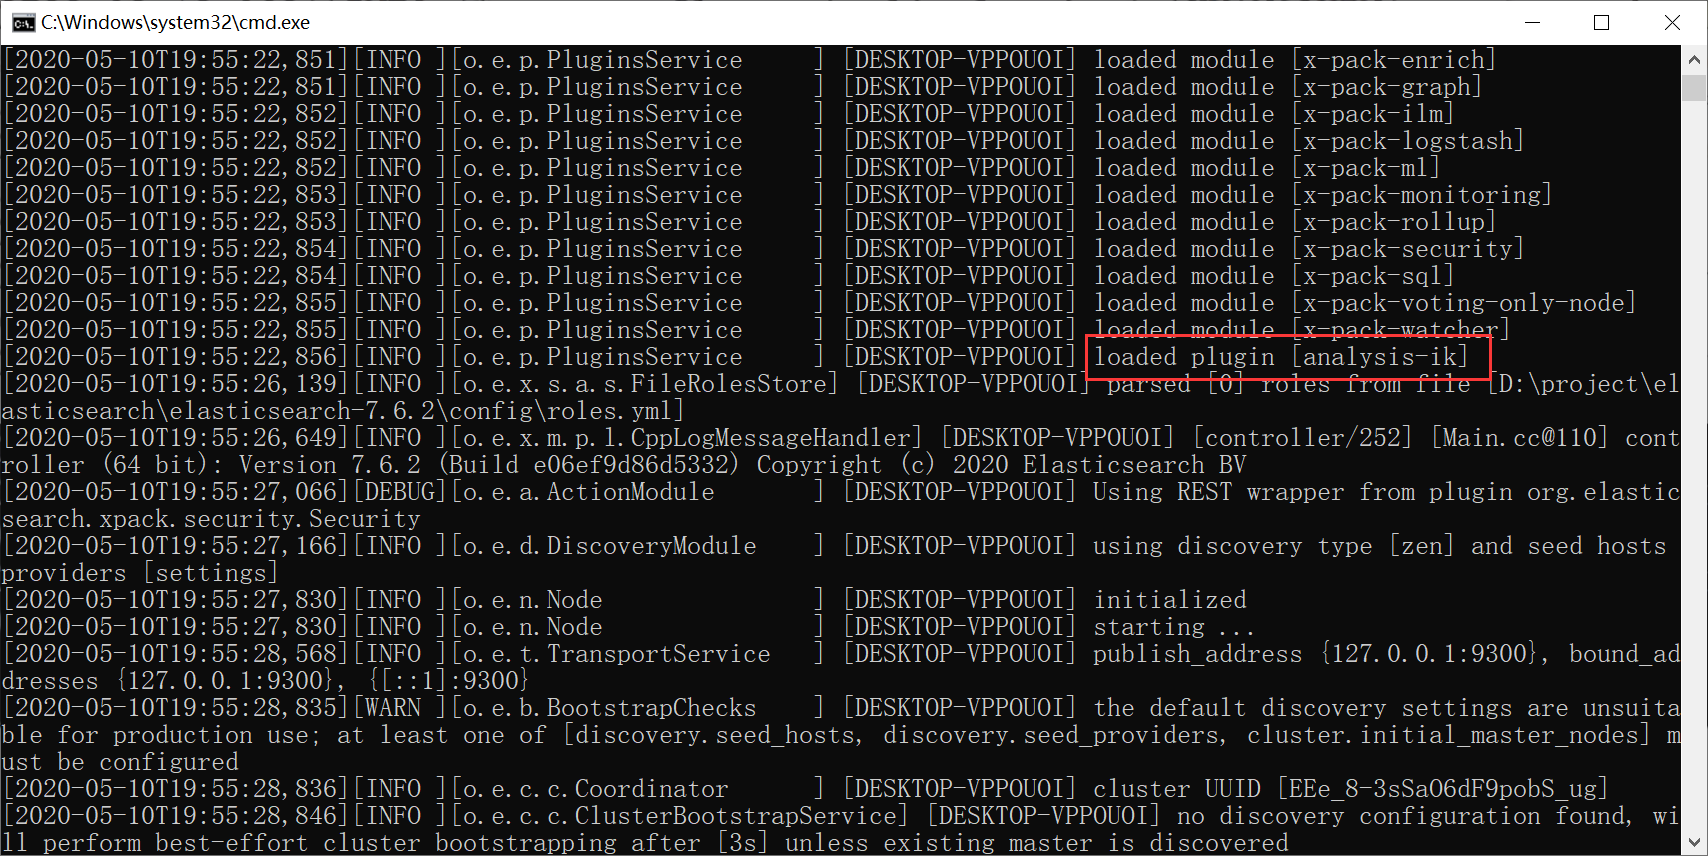 C:\Windows\system32\cmd.exe
[2020-05-10T19:55:22,851][INFO ][o.e.p.PluginsService     ] [DESKTOP-VPPOUOI] loaded module [x-pack-enrich]
[2020-05-10T19:55:22,851][INFO ][o.e.p.PluginsService     ] [DESKTOP-VPPOUOI] loaded module [x-pack-graph]
[2020-05-10T19:55:22,852][INFO ][o.e.p.PluginsService     ] [DESKTOP-VPPOUOI] loaded module [x-pack-ilm]
[2020-05-10T19:55:22,852][INFO ][o.e.p.PluginsService     ] [DESKTOP-VPPOUOI] loaded module [x-pack-logstash]
[2020-05-10T19:55:22,852][INFO ][o.e.p.PluginsService     ] [DESKTOP-VPPOUOI] loaded module [x-pack-ml]
[2020-05-10T19:55:22,853][INFO ][o.e.p.PluginsService     ] [DESKTOP-VPPOUOI] loaded module [x-pack-monitoring]
[2020-05-10T19:55:22,853][INFO ][o.e.p.PluginsService     ] [DESKTOP-VPPOUOI] loaded module [x-pack-rollup]
[2020-05-10T19:55:22,854][INFO ][o.e.p.PluginsService     ] [DESKTOP-VPPOUOI] loaded module [x-pack-security]
[2020-05-10T19:55:22,854][INFO ][o.e.p.PluginsService     ] [DESKTOP-VPPOUOI] loaded module [x-pack-sql]
[2020-05-10T19:55:22,855][INFO ][o.e.p.PluginsService     ] [DESKTOP-VPPOUOI] loaded module [x-pack-voting-only-node]
[2020-05-10T19:55:22,855][INFO ][o.e.p.PluginsService     ] [DESKTOP-VPPOUOI] loaded module [x-pack-watcher]
[2020-05-10T19:55:22,856][INFO ][o.e.p.PluginsService     ] [DESKTOP-VPPOUOI] loaded plugin [analysis-ik]
[2020-05-10T19:55:26,139][INFO ][o.e.x.s.a.s.FileRolesStore] [DESKTOP-VPPOUOI] parsed [0] roles from file [D:\project\el
asticsearch\elasticsearch-7.6.2\config\roles.yml]
[2020-05-10T19:55:26,649][INFO ][o.e.x.m.p.l.CppLogMessageHandler] [DESKTOP-VPPOUOI] [controller/252] [Main.cc@110] cont
roller (64 bit): Version 7.6.2 (Build e06ef9d86d5332) Copyright (c) 2020 Elasticsearch BV
[2020-05-10T19:55:27,066][DEBUG][o.e.a.ActionModule       ] [DESKTOP-VPPOUOI] Using REST wrapper from plugin org.elastic
search.xpack.security.Security
[2020-05-10T19:55:27,166][INFO ][o.e.d.DiscoveryModule    ] [DESKTOP-VPPOUOI] using discovery type [zen] and seed hosts
providers [settings]
[2020-05-10T19:55:27,830][INFO ][o.e.n.Node               ] [DESKTOP-VPPOUOI] initialized
[2020-05-10T19:55:27,830][INFO ][o.e.n.Node               ] [DESKTOP-VPPOUOI] starting ...
[2020-05-10T19:55:28,568][INFO ][o.e.t.TransportService   ] [DESKTOP-VPPOUOI] publish_address {127.0.0.1:9300}, bound_ad
dresses {127.0.0.1:9300}, {[::1]:9300}
[2020-05-10T19:55:28,835][WARN ][o.e.b.BootstrapChecks    ] [DESKTOP-VPPOUOI] the default discovery settings are unsuita
ble for production use; at least one of [discovery.seed_hosts, discovery.seed_providers, cluster.initial_master_nodes] m
ust be configured
[2020-05-10T19:55:28,836][INFO ][o.e.c.c.Coordinator      ] [DESKTOP-VPPOUOI] cluster UUID [EEe_8-3sSaO6dF9pobS_ug]
[2020-05-10T19:55:28,846][INFO ][o.e.c.c.ClusterBootstrapService] [DESKTOP-VPPOUOI] no discovery configuration found, wi
ll perform best-effort cluster bootstrapping after [3s] unless existing master is discovered